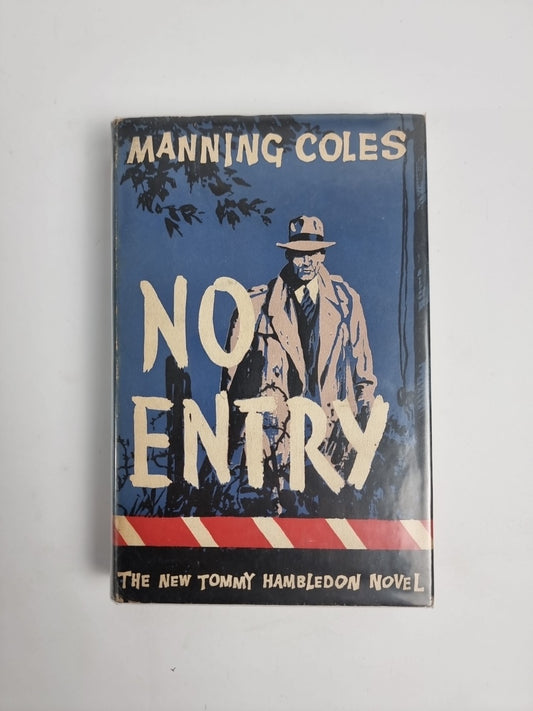 MANNING COLES
NO
ENTRY
THE NEW TOMMY HAMBLEDON NOVEL